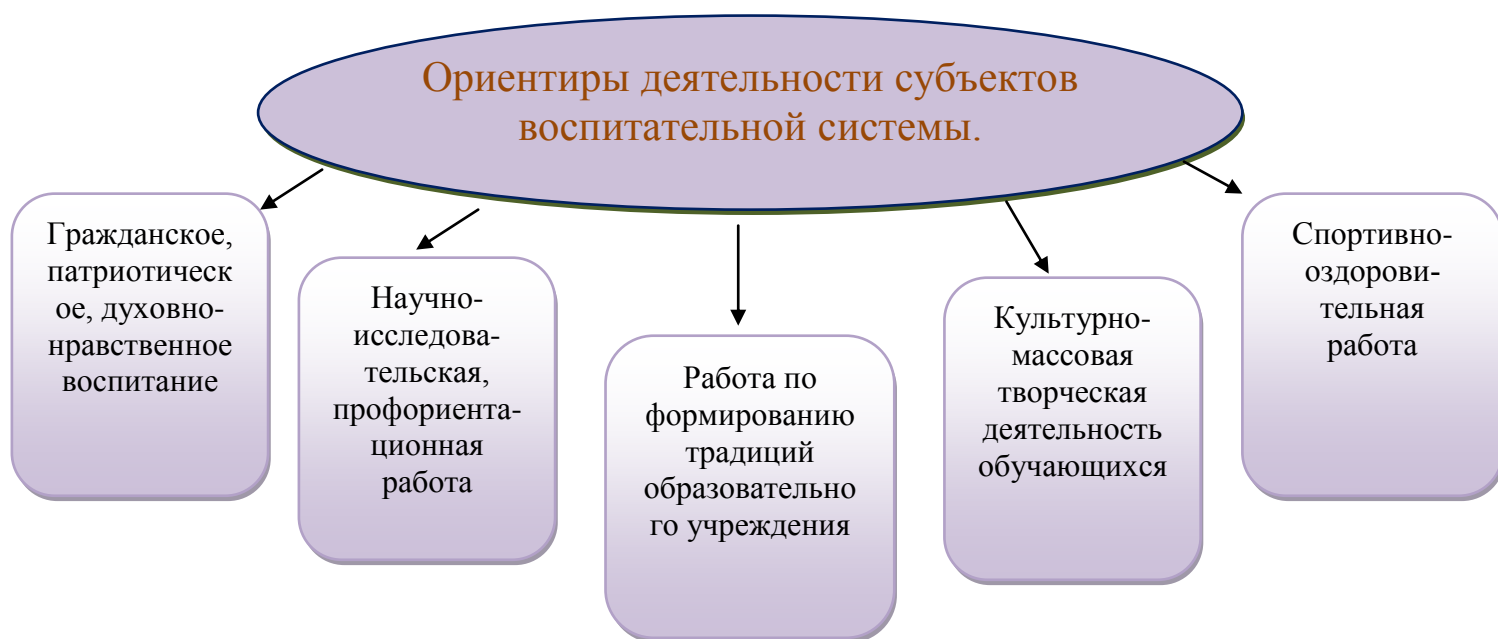 Ориентиры деятельности субъектов
воспитательной системы.
Гражданское,
патриотическ
ое, духовно-
нравственное
воспитание
Научно-
исследова-
тельская,
профориента-
ционная
работа
Работа по
формированию
традиций
образовательно
го учреждения
Культурно-
массовая
творческая
деятельность
обучающихся
Спортивно-
оздорови-
тельная
работа